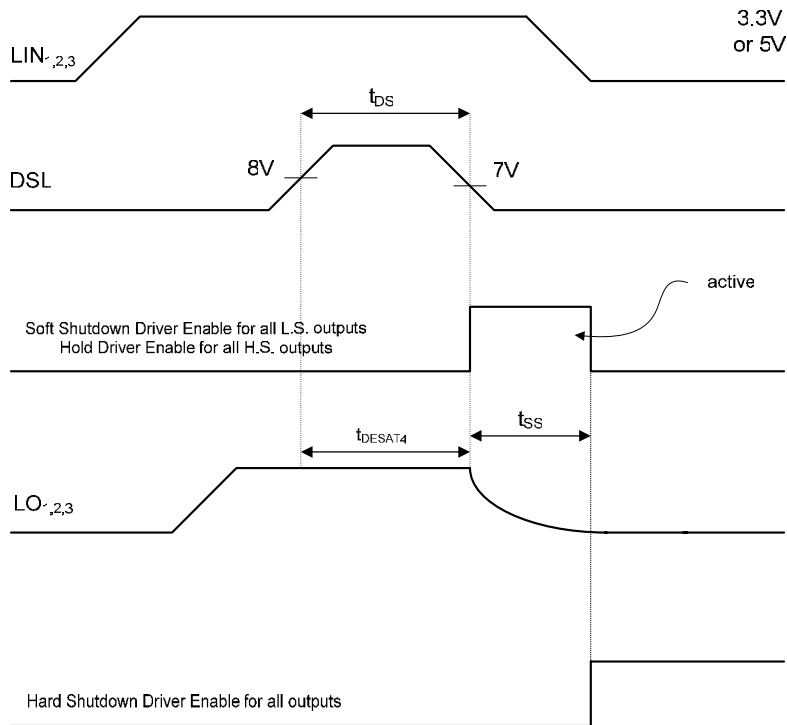 3.3V
or 5V
LIN-,2,3
tDS
8V
7V
DSL
active
Soft Shutdown Driver Enable for all L.S. outputs
Hold Driver Enable for all H.S. outputs
tSS
tDESAT4
LO-,2,3
Hard Shutdown Driver Enable for all outputs